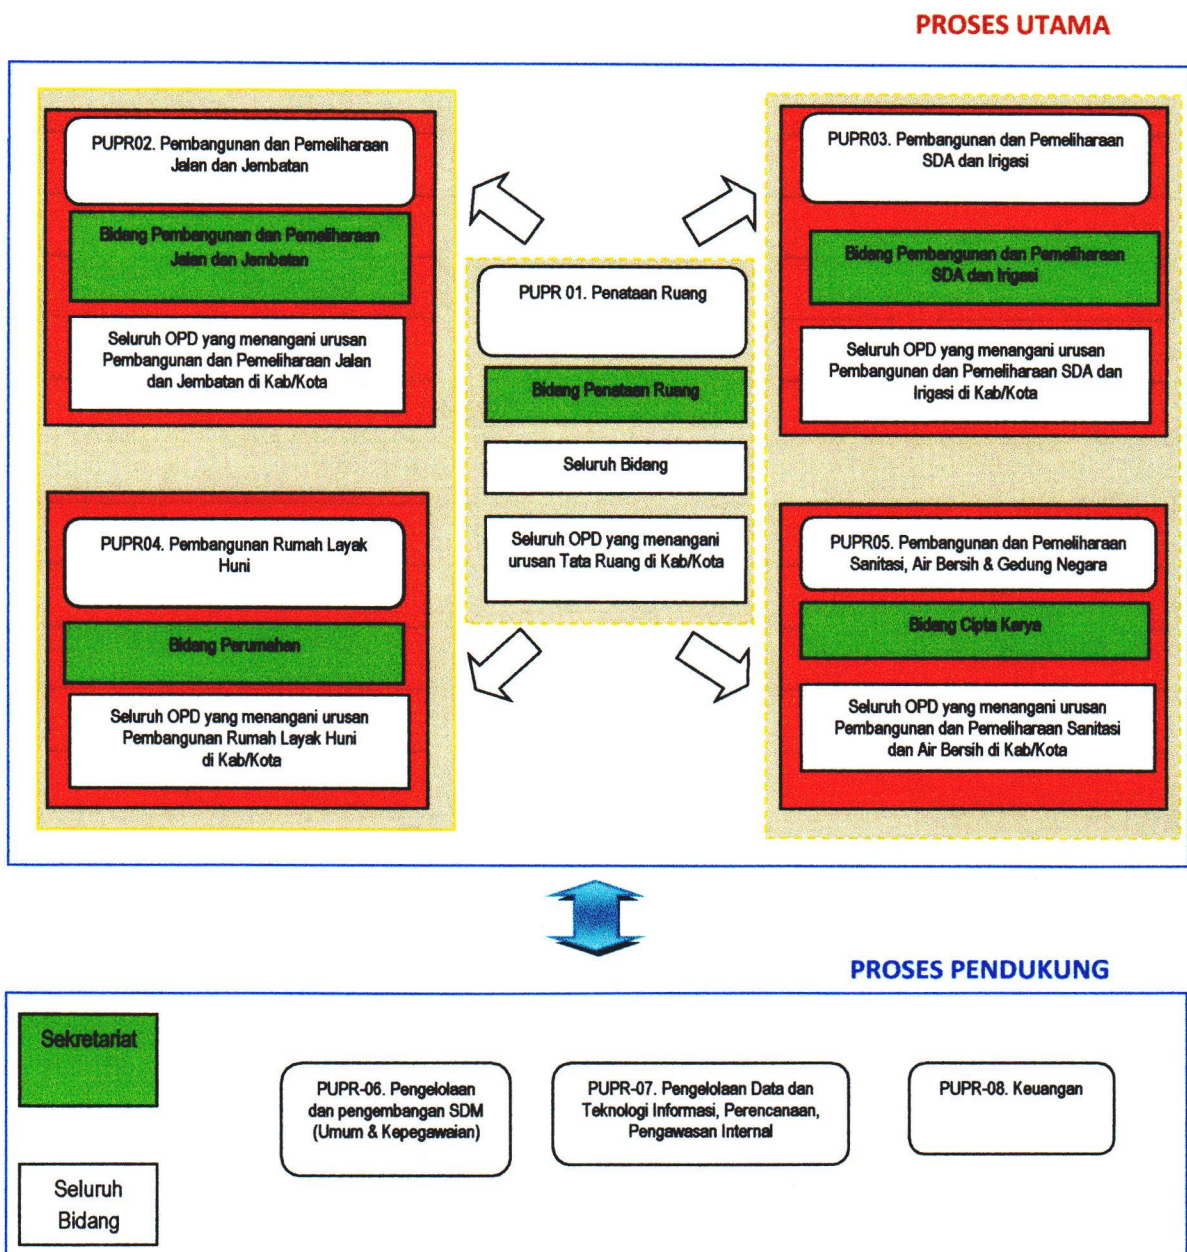 PROSES UTAMA
PUPR02. Pembangunan dan Pemeliharaan
Jalan dan Jembatan
Bidang Pembangunan dan Pemeliharaan
Jalan dan Jembatan
Seluruh OPD yang menangani urusan
Pembangunan dan Pemeliharaan Jalan
dan Jembatan di Kab/Kota
PUPR03. Pembangunan dan Pemeliharaan
SDA dan Irigasi
Bidang Pembangunan dan Pemeliharaan
SDA dan Irigasi
Seluruh OPD yang menangani urusan
Pembangunan dan Pemeliharaan SDA dan
Irigasi di Kab/Kota
PUPR 01. Penataan Ruang
Bidang Penataan Ruang
Seluruh Bidang
Seluruh OPD yang menangani
urusan Tata Ruang di Kab/Kota
PUPR04. Pembangunan Rumah Layak
Huni
Bidang Perumahan
Seluruh OPD yang menangani urusan
Pembangunan Rumah Layak Huni
di Kab/Kota
PUPR05. Pembangunan dan Pemeliharaan
Sanitasi, Air Bersih & Gedung Negara
Bidang Cipta Karya
Seluruh OPD yang menangani urusan
Pembangunan dan Pemeliharaan Sanitasi
dan Air Bersih di Kab/Kota
PROSES PENDUKUNG
Sekretariat
Seluruh
Bidang
PUPR-06. Pengelolaan
dan pengembangan SDM
(Umum & Kepegawaian)
PUPR-07. Pengelolaan Data dan
Teknologi Informasi, Perencanaan,
Pengawasan Internal
PUPR-08. Keuangan